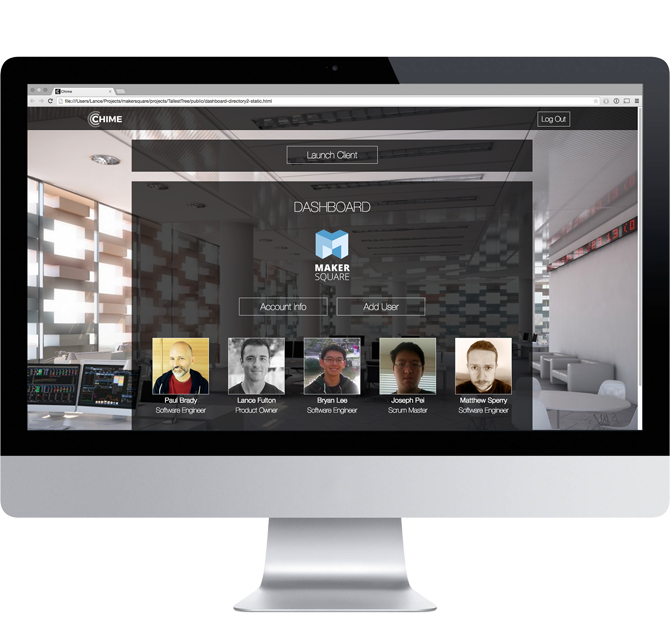 Chime
file:///Users/Lance/Projects/makersquare/projects/TallestTree/public/dashboard-directory2-static.html
CHIME
Log Out
Launch Client
DASHBOARD
MAKER
SQUARE
Account Info
Add User
Paul Brady
Lance Fulton
Bryan Lee
Joseph Pei
Matthew Sperry
Software Engineer
Product Owner
Software Engineer
Scrum Master
Software Engineer